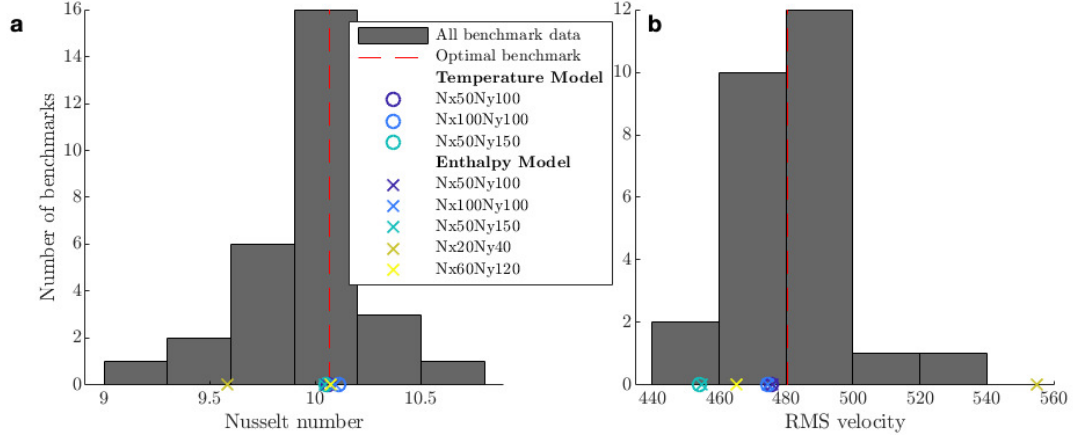 a
16
14
12
10
8
6
4
2
0
Number of benchmarks
9
9.5
10
10.5
Nusselt number
All benchmark data
Optimal benchmark
Temperature Model
Nx50Ny100
Nx100Ny100
Nx50Ny150
Enthalpy Model
Nx50Ny100
Nx100Ny100
Nx50Ny150
Nx20Ny40
Nx60Ny120
b
12
10
8
6
4
2
0
440 460 480 500 520 540 560
RMS velocity